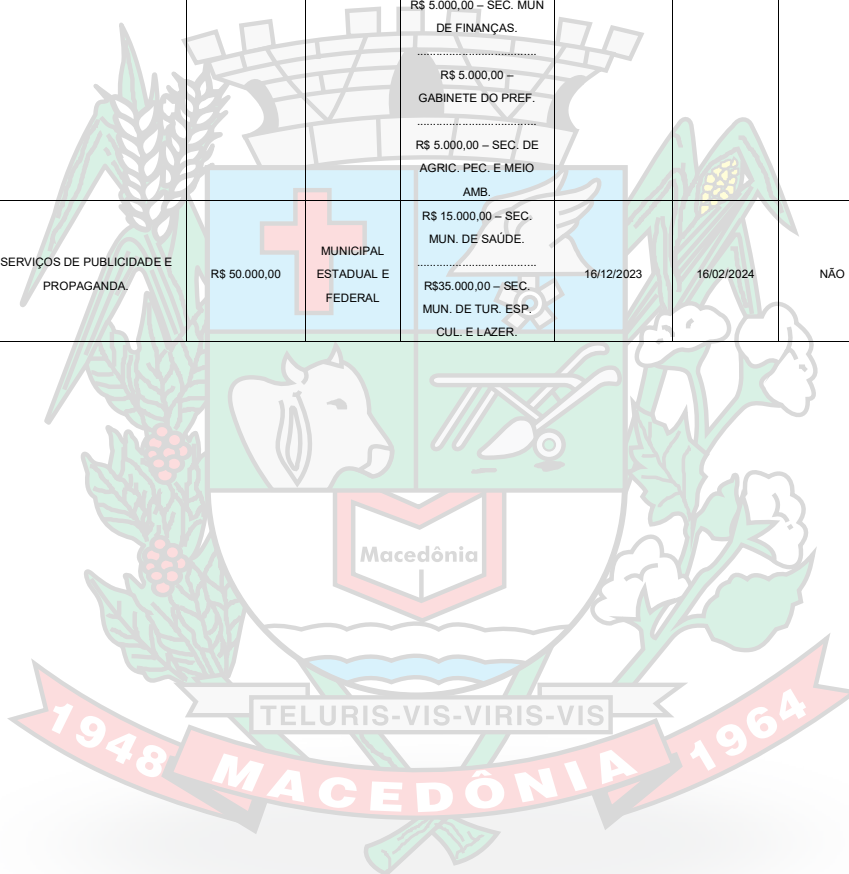 R$ 5.000,00 – SEC. MUN
DE FINANÇAS.
......................................
R$ 5.000,00 –
GABINETE DO PREF.
......................................
R$ 5.000,00 – SEC. DE
AGRIC. PEC. E MEIO
AMB.
SERVIÇOS DE PUBLICIDADE E
PROPAGANDA.
R$ 50.000,00
MUNICIPAL
ESTADUAL E
FEDERAL
R$ 15.000,00 – SEC.
MUN. DE SAÚDE.
......................................
R$35.000,00 – SEC.
MUN. DE TUR. ESP.
CUL. E LAZER.
16/12/2023
16/02/2024
NÃO
Macedônia
TELURIS-VIS-VIRIS-VIS
1948
MACEDÔNIA
1964